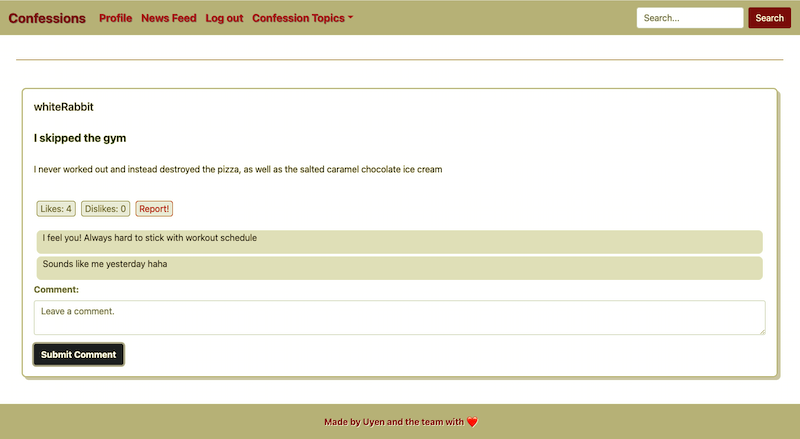 Confessions Profile News Feed Log out Confession Topics Search... Search
whiteRabbit
I skipped the gym
I never worked out and instead destroyed the pizza, as well as the salted caramel chocolate ice cream
Likes: 4 Dislikes: 0 Report!
I feel you! Always hard to stick with workout schedule
Sounds like me yesterday haha
Comment:
Leave a comment.
Submit Comment
Made by Uyen and the team with ❤️